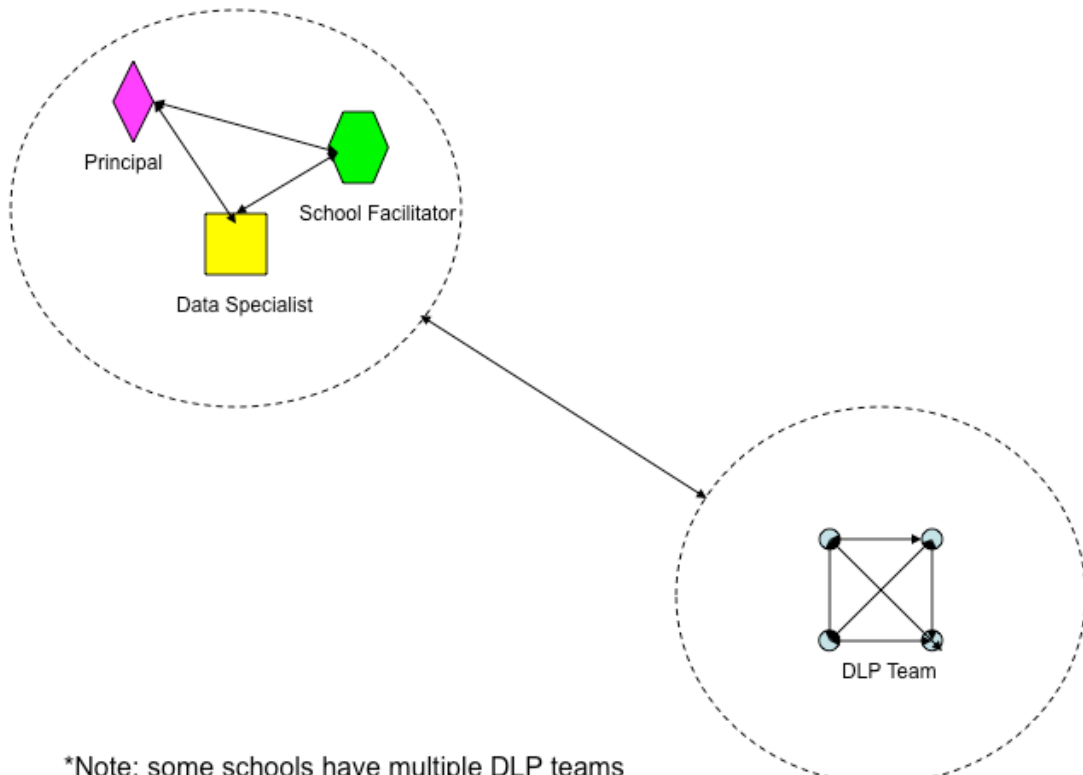 Principal
School Facilitator
Data Specialist
DLP Team
*Note: some schools have multiple DLP teams